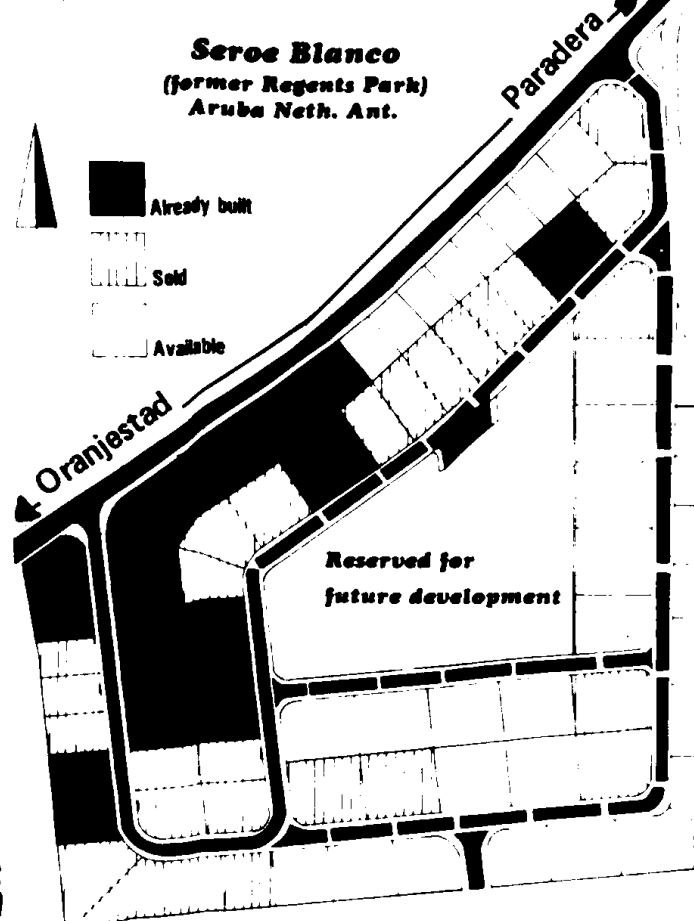 Seroe Blanco
(former Regents Park)
Aruba Neth. Ant.
Paradera
Already built
Sold
Available
Oranjestad
Reserved for
future development